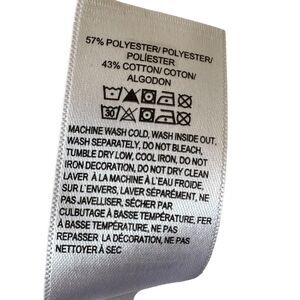 57% POLYESTER/ POLYESTER/
POLIÉSTER
43% COTTON/ COTON/
ALGODON
30
MACHINE WASH COLD, WASH INSIDE OUT,
WASH SEPARATELY, DO NOT BLEACH,
TUMBLE DRY LOW, COOL IRON, DO NOT
IRON DECORATION, DO NOT DRY CLEAN
LAVER À LA MACHINE À L'EAU FROIDE,
SUR L'ENVERS, LAVER SÉPARÉMENT, NE
PAS JAVELLISER, SÉCHER PAR
CULBUTAGE À BASSE TEMPÉRATURE, FER
À BASSE TEMPÉRATURE, NE PAS
REPASSER LA DÉCORATION, NE PAS
NETTOYER À SEC